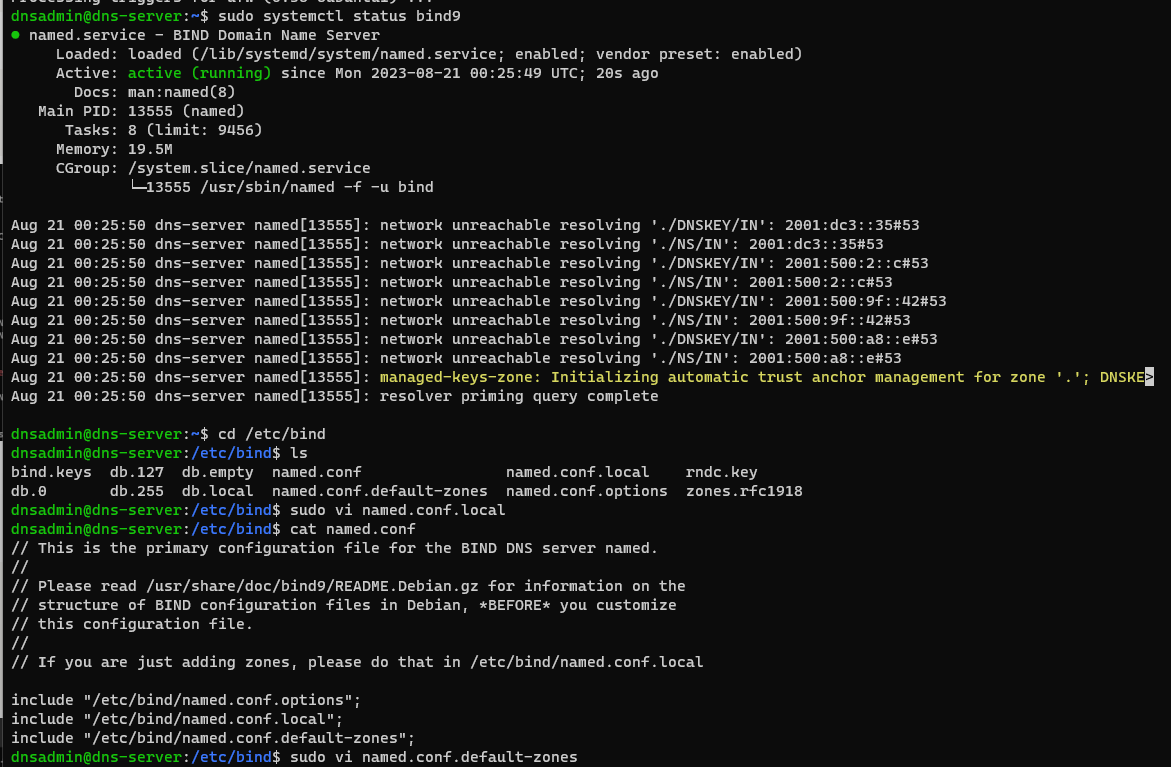 dnsadmin@dns-server:~$ sudo systemctl status bind9
● named.service - BIND Domain Name Server
Loaded: loaded (/lib/systemd/system/named.service; enabled; vendor preset: enabled)
Active: active (running) since Mon 2023-08-21 00:25:49 UTC; 20s ago
Docs: man:named(8)
Main PID: 13555 (named)
Tasks: 8 (limit: 9456)
Memory: 19.5M
CGroup: /system.slice/named.service
└─13555 /usr/sbin/named -f -u bind
Aug 21 00:25:50 dns-server named[13555]: network unreachable resolving './DNSKEY/IN': 2001:dc3::35#53
Aug 21 00:25:50 dns-server named[13555]: network unreachable resolving './NS/IN': 2001:dc3::35#53
Aug 21 00:25:50 dns-server named[13555]: network unreachable resolving './DNSKEY/IN': 2001:500:2::c#53
Aug 21 00:25:50 dns-server named[13555]: network unreachable resolving './NS/IN': 2001:500:2::c#53
Aug 21 00:25:50 dns-server named[13555]: network unreachable resolving './DNSKEY/IN': 2001:500:9f::42#53
Aug 21 00:25:50 dns-server named[13555]: network unreachable resolving './NS/IN': 2001:500:9f::42#53
Aug 21 00:25:50 dns-server named[13555]: network unreachable resolving './DNSKEY/IN': 2001:500:a8::e#53
Aug 21 00:25:50 dns-server named[13555]: network unreachable resolving './NS/IN': 2001:500:a8::e#53
Aug 21 00:25:50 dns-server named[13555]: managed-keys-zone: Initializing automatic trust anchor management for zone '.'; DNSKE>
Aug 21 00:25:50 dns-server named[13555]: resolver priming query complete
dnsadmin@dns-server:~$ cd /etc/bind
dnsadmin@dns-server:/etc/bind$ ls
bind.keys db.127 db.empty named.conf named.conf.local rndc.key
db.0 db.255 db.local named.conf.default-zones named.conf.options zones.rfc1918
dnsadmin@dns-server:/etc/bind$ sudo vi named.conf.local
dnsadmin@dns-server:/etc/bind$ cat named.conf
// This is the primary configuration file for the BIND DNS server named.
//
// Please read /usr/share/doc/bind9/README.Debian.gz for information on the
// structure of BIND configuration files in Debian, *BEFORE* you customize
// this configuration file.
//
// If you are just adding zones, please do that in /etc/bind/named.conf.local
include "/etc/bind/named.conf.options";
include "/etc/bind/named.conf.local";
include "/etc/bind/named.conf.default-zones";
dnsadmin@dns-server:/etc/bind$ sudo vi named.conf.default-zones